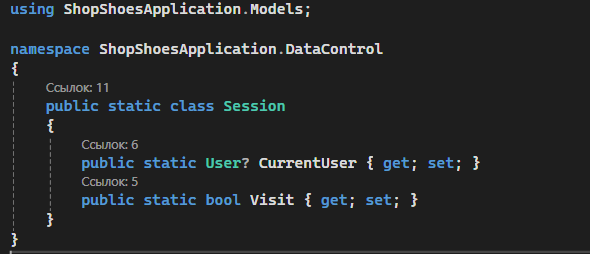 using ShopShoesApplication.Models;
namespace ShopShoesApplication.DataControl
{
Ссылок: 11
public static class Session
{
Ссылок: 6
public static User? CurrentUser { get; set; }
Ссылок: 5
public static bool Visit { get; set; }
}
}